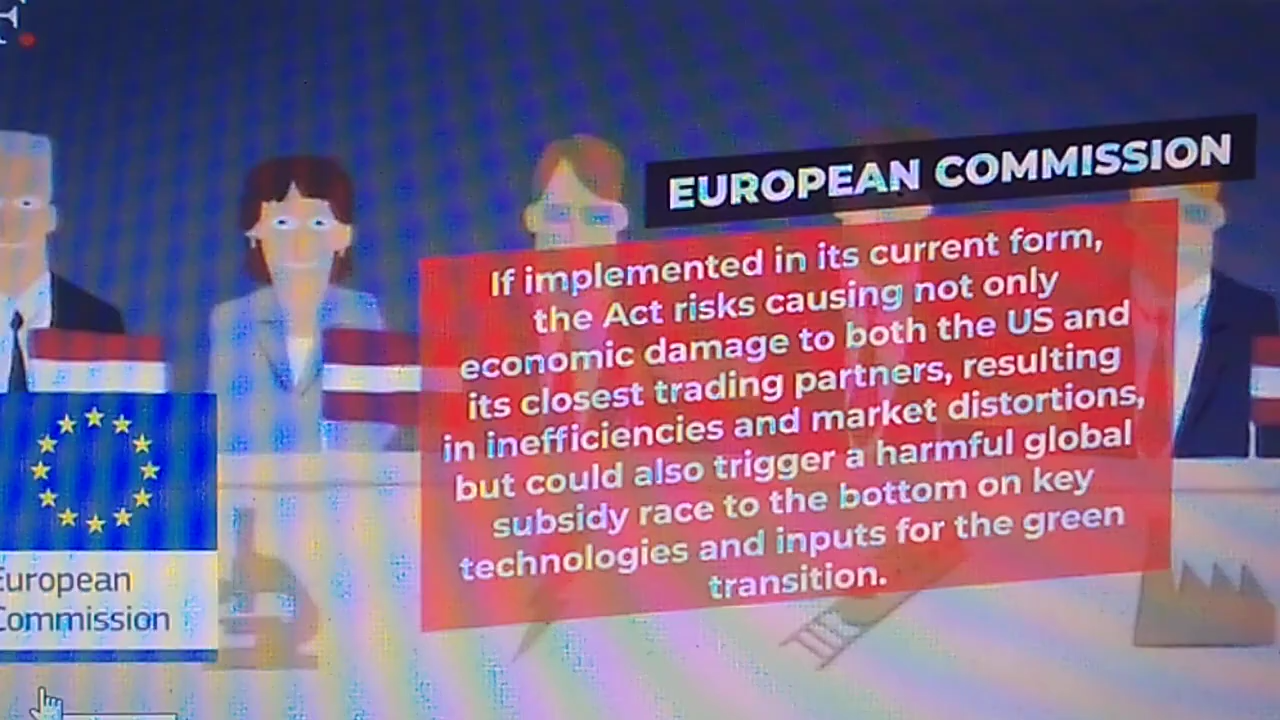 F.
EUROPEAN COMMISSION
If implemented in its current form,
the Act risks causing not only
economic damage to both the US and
its closest trading partners, resulting
in inefficiencies and market distortions,
but could also trigger a harmful global
subsidy race to the bottom on key
technologies and inputs for the green
transition.
European
Commission